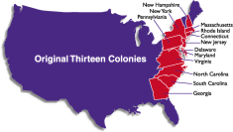 New Hampshire
New York
Pennsylvania
Massachusetts
Rhode Island
Connecticut
New Jersey
Delaware
Maryland
Virginia
Original Thirteen Colonies
North Carolina
South Carolina
Georgia